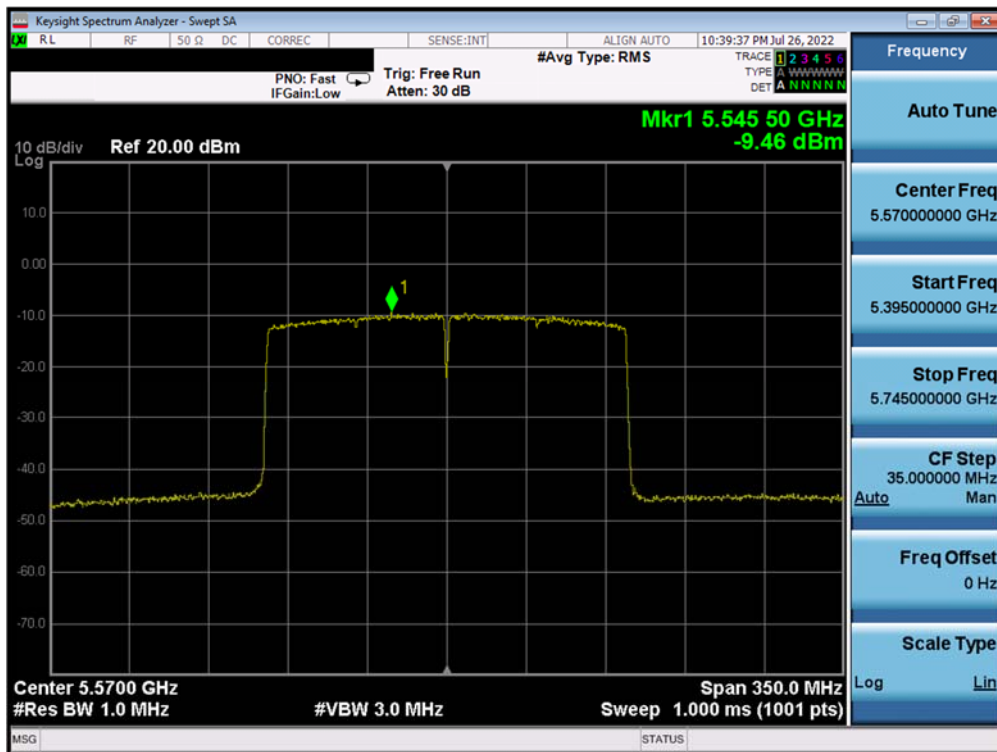 Keysight Spectrum Analyzer - Swept SA
LXI RL RF 50 Ω DC CORREC SENSE:INT ALIGN AUTO 10:39:37 PM Jul 26, 2022
PNO: Fast
IFGain:Low
Trig: Free Run
Atten: 30 dB
#Avg Type: RMS
TRACE 1 2 3 4 5 6
TYPE A WWWWW
DET A N N N N N
Mkr1 5.545 50 GHz
-9.46 dBm
10 dB/div Ref 20.00 dBm
Log
10.0
0.00
1
-10.0
-20.0
-30.0
-40.0
-50.0
-60.0
-70.0
Center 5.5700 GHz Span 350.0 MHz
#Res BW 1.0 MHz #VBW 3.0 MHz Sweep 1.000 ms (1001 pts)
MSG STATUS
Frequency
Auto Tune
Center Freq
5.570000000 GHz
Start Freq
5.395000000 GHz
Stop Freq
5.745000000 GHz
CF Step
35.000000 MHz
Auto Man
Freq Offset
0 Hz
Scale Type
Log Lin